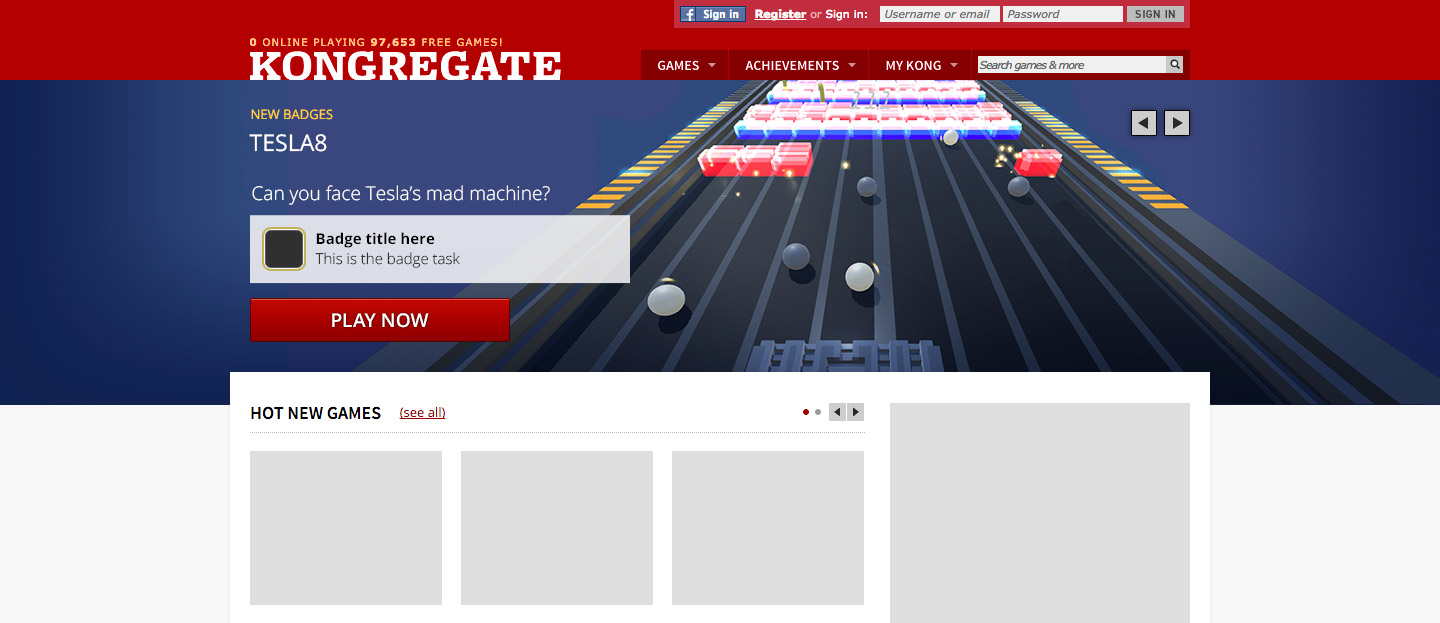 f Sign in Register or Sign In: Username or email Password SIGN IN
0 ONLINE PLAYING 97,653 FREE GAMES!
KONGREGATE
GAMES ACHIEVEMENTS MY KONG Search games & more
NEW BADGES
TESLA8
Can you face Tesla's mad machine?
Badge title here
This is the badge task
PLAY NOW
HOT NEW GAMES (see all)